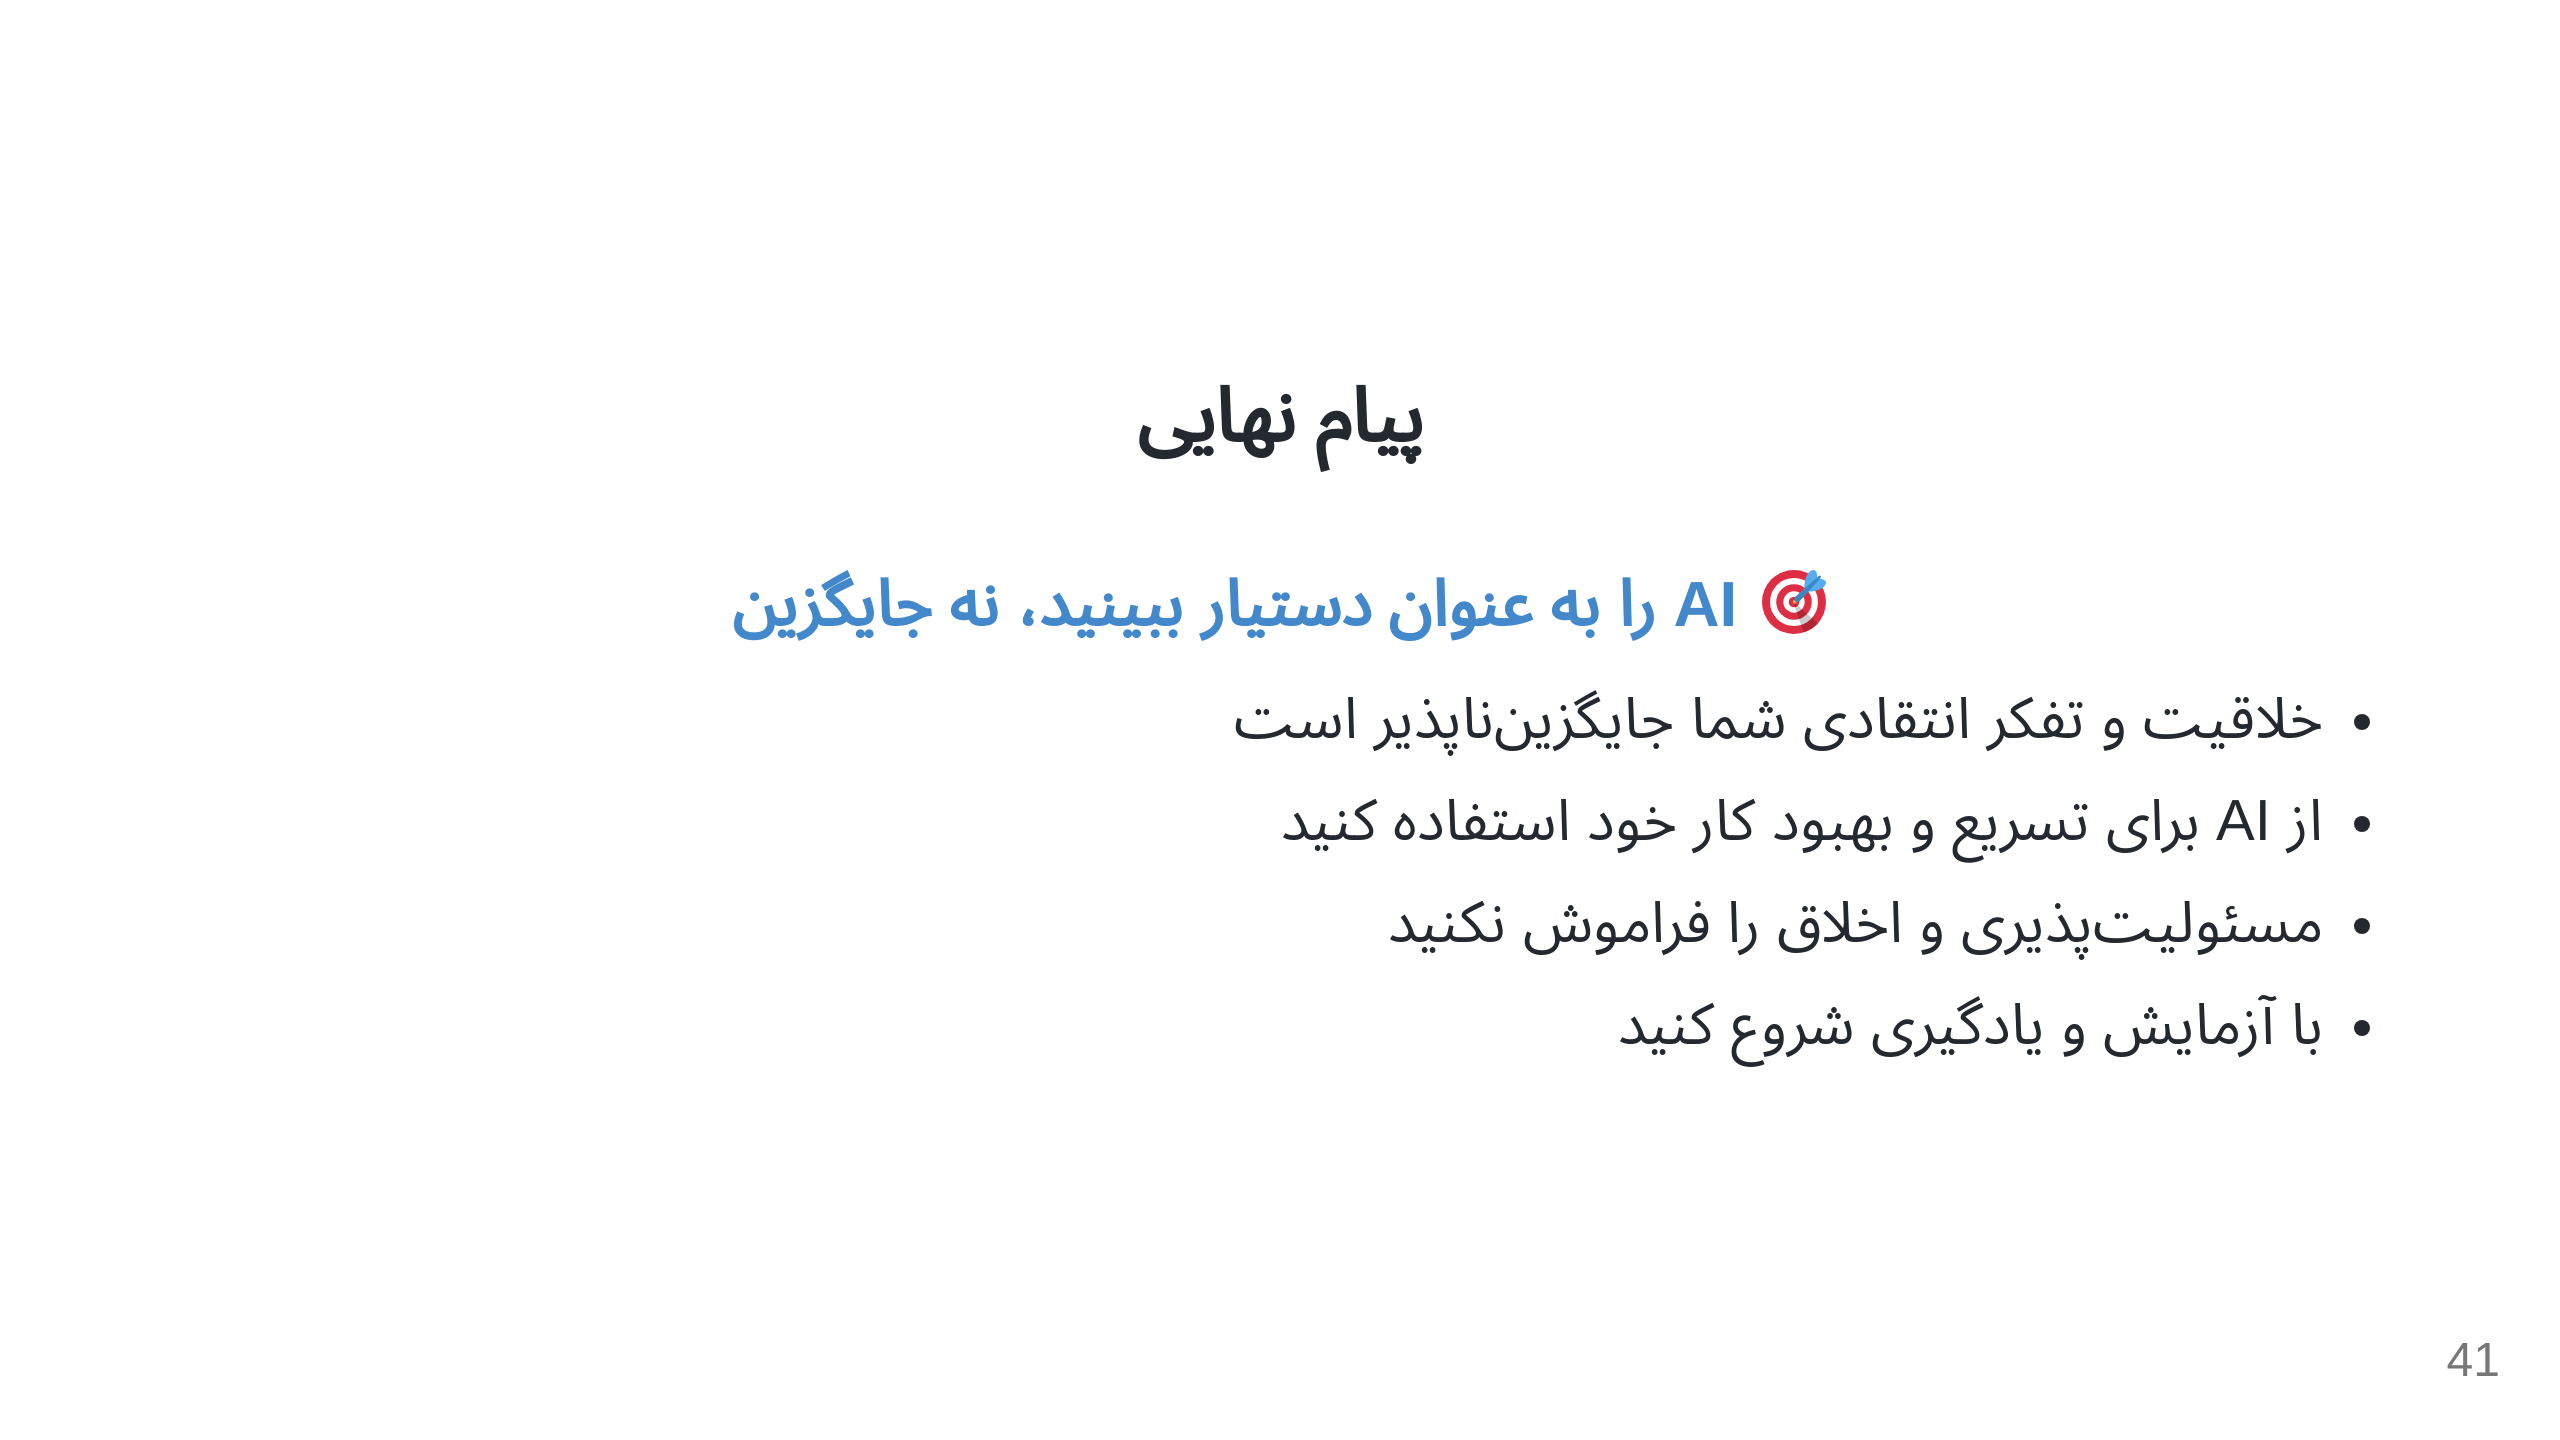 پیام نهایی
🎯 AI را به عنوان دستیار ببینید، نه جایگزین
• خلاقیت و تفکر انتقادی شما جایگزین‌ناپذیر است
• از AI برای تسریع و بهبود کار خود استفاده کنید
• مسئولیت‌پذیری و اخلاق را فراموش نکنید
• با آزمایش و یادگیری شروع کنید
41